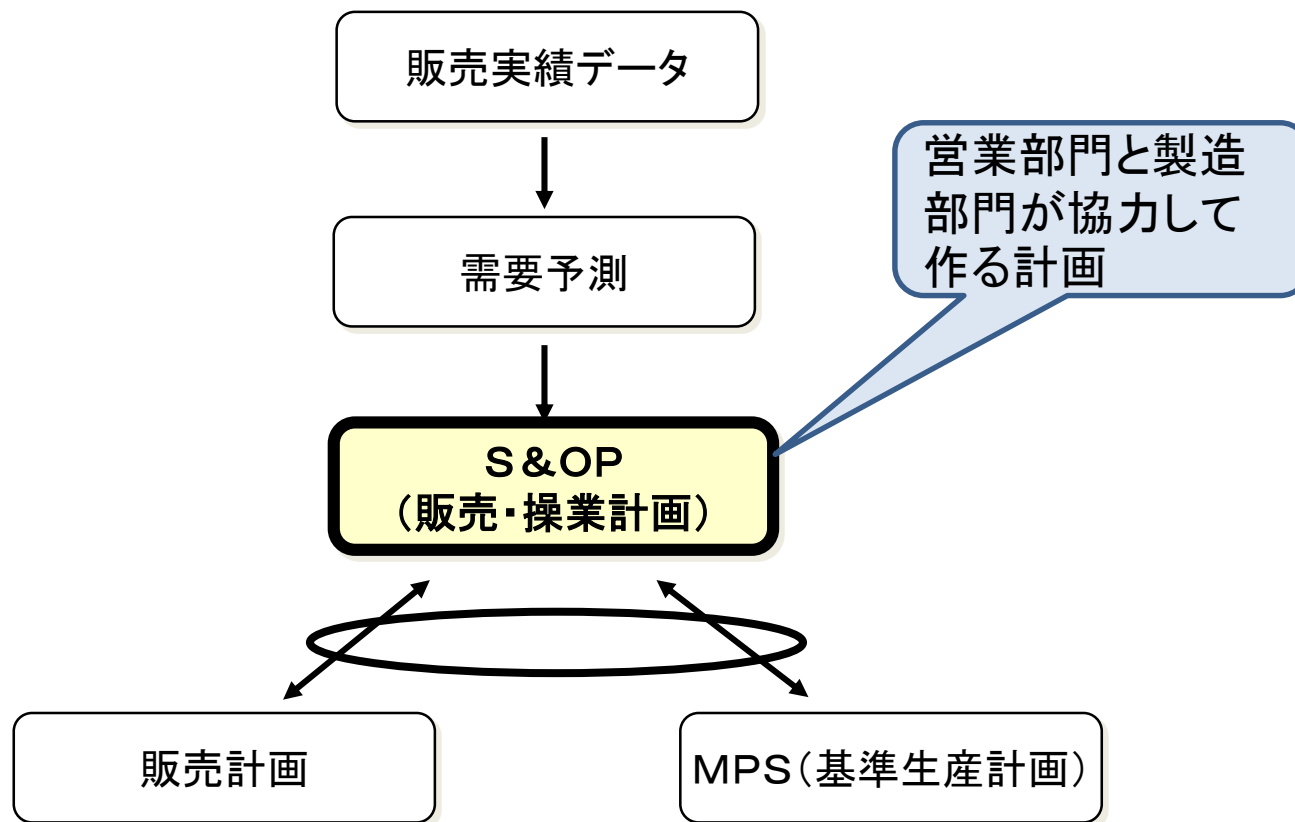 販売実績データ
営業部門と製造
部門が協力して
作る計画
需要予測
S&OP
(販売・操業計画)
販売計画
MPS(基準生産計画)